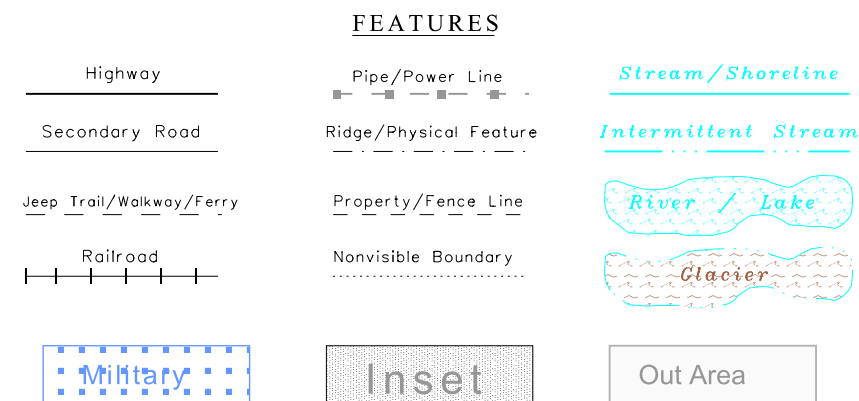 FEATURES
Highway
Pipe/Power Line
Stream/Shoreline
Secondary Road
Ridge/Physical Feature
Intermittent Stream
Jeep Trail/Walkway/Ferry
Property/Fence Line
River / Lake
Railroad
Nonvisible Boundary
Glacier
Military
Inset
Out Area